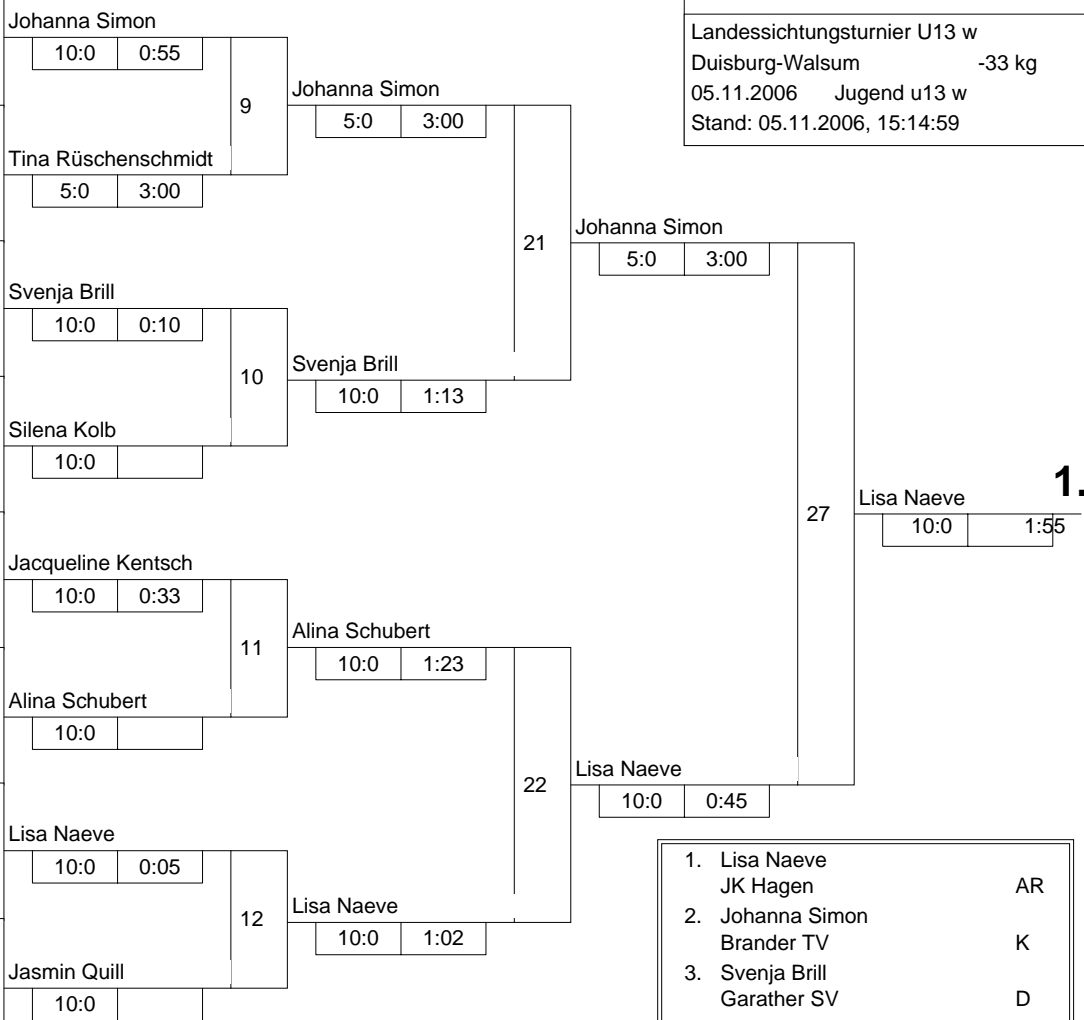 Johanna Simon
10:0 0:55
9
Tina Rüschenschmidt
5:0 3:00
Svenja Brill
10:0 0:10
10
Silena Kolb
10:0
Jacqueline Kentsch
10:0 0:33
11
Alina Schubert
10:0
Lisa Naeve
10:0 0:05
12
Jasmin Quill
10:0
Johanna Simon
5:0 3:00
21
Svenja Brill
10:0 1:13
Alina Schubert
10:0 1:23
22
Lisa Naeve
10:0 1:02
Johanna Simon
5:0 3:00
27
Lisa Naeve
10:0 0:45
Lisa Naeve 1.
10:0 1:55
Landessichtungsturnier U13 w
Duisburg-Walsum -33 kg
05.11.2006 Jugend u13 w
Stand: 05.11.2006, 15:14:59
1. Lisa Naeve
JK Hagen AR
2. Johanna Simon
Brander TV K
3. Svenja Brill
Garather SV D